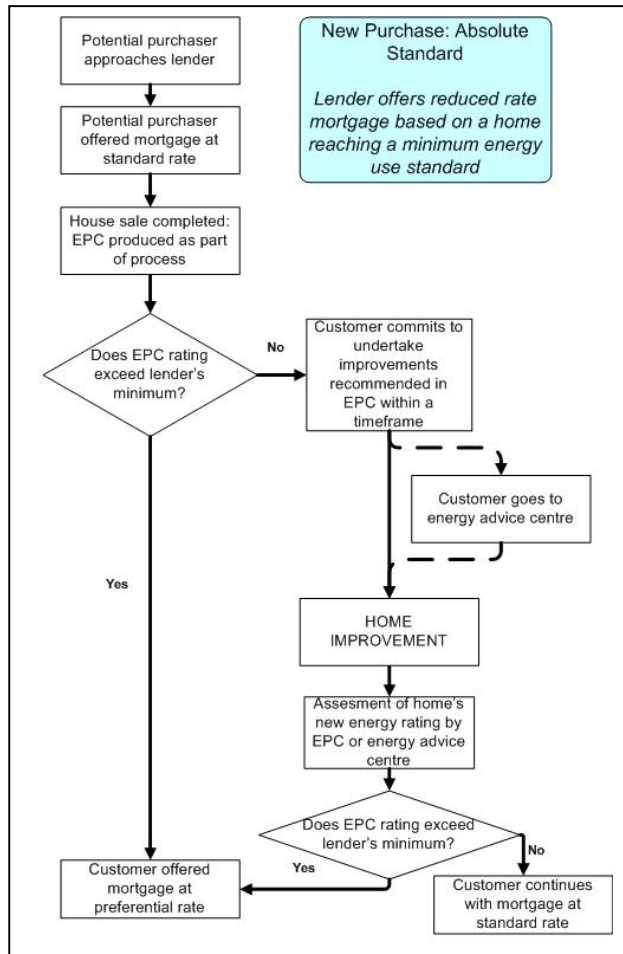 Potential purchaser
approaches lender
New Purchase: Absolute
Standard
Lender offers reduced rate
mortgage based on a home
reaching a minimum energy
use standard
Potential purchaser
offered mortgage at
standard rate
House sale completed:
EPC produced as part
of process
Does EPC rating
exceed lender's
minimum?
No
Customer commits to
undertake
improvements
recommended in
EPC within a
timeframe
Customer goes to
energy advice centre
Yes
HOME
IMPROVEMENT
Assesment of home's
new energy rating by
EPC or energy advice
centre
Does EPC rating exceed
lender's minimum?
Yes
No
Customer offered
mortgage at
preferential rate
Customer continues
with mortgage at
standard rate